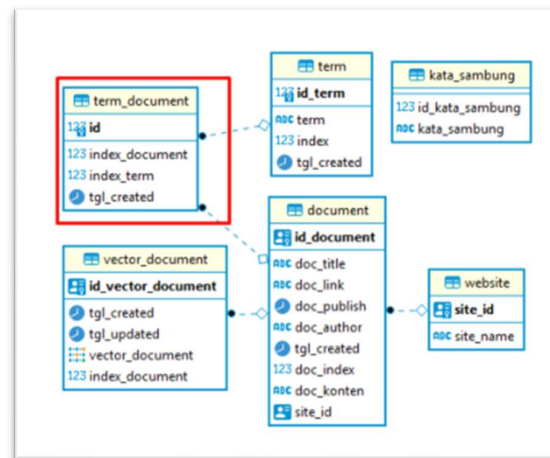 term_document
123 id
123 index_document
123 index_term
tgl_created
term
123 id_term
ABC term
123 index
tgl_created
kata_sambung
123 id_kata_sambung
ABC kata_sambung
document
id_document
ABC doc_title
ABC doc_link
doc_publish
ABC doc_author
tgl_created
123 doc_index
ABC doc_konten
site_id
vector_document
id_vector_document
tgl_created
tgl_updated
vector_document
123 index_document
website
site_id
ABC site_name